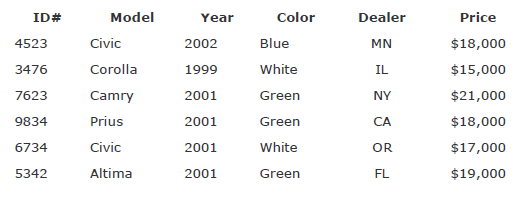 ID# Model Year Color Dealer Price
4523 Civic 2002 Blue MN $18,000
3476 Corolla 1999 White IL $15,000
7623 Camry 2001 Green NY $21,000
9834 Prius 2001 Green CA $18,000
6734 Civic 2001 White OR $17,000
5342 Altima 2001 Green FL $19,000